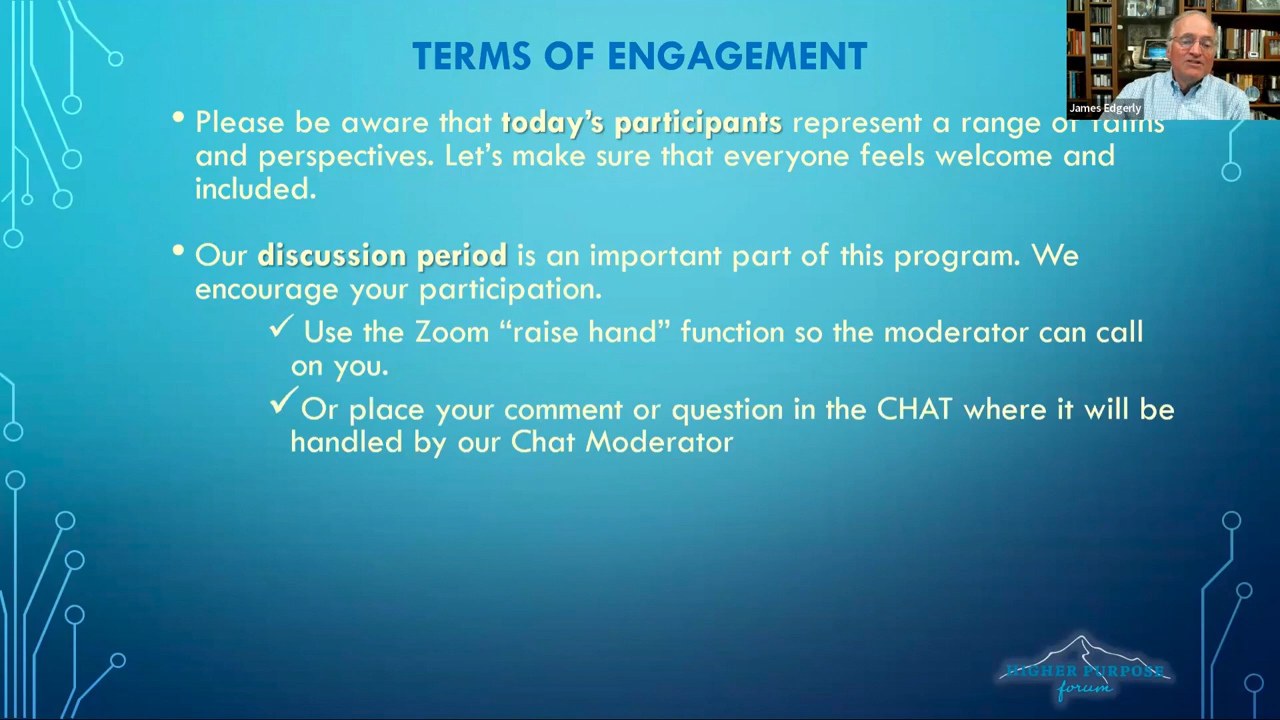 TERMS OF ENGAGEMENT
James Edgerly
• Please be aware that today’s participants represent a range of faiths
and perspectives. Let’s make sure that everyone feels welcome and
included.
• Our discussion period is an important part of this program. We
encourage your participation.
✓ Use the Zoom “raise hand” function so the moderator can call
on you.
✓Or place your comment or question in the CHAT where it will be
handled by our Chat Moderator
HIGHER PURPOSE
forum